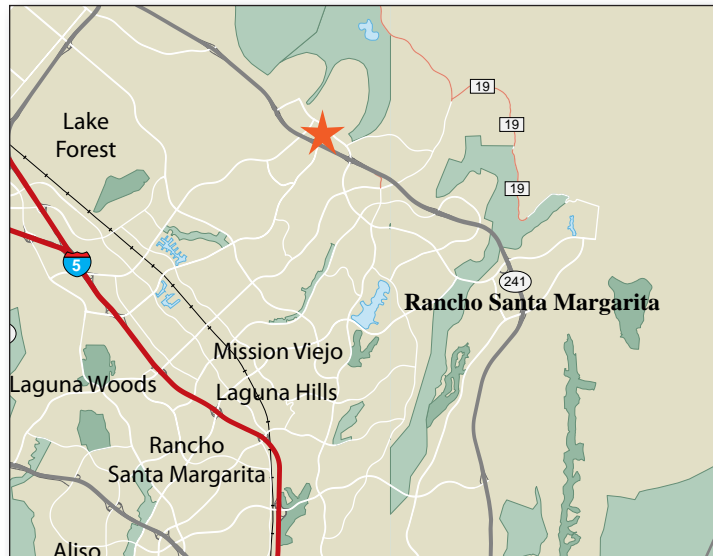 19
Lake
Forest
19
19
5
241
Rancho Santa Margarita
Mission Viejo
Laguna Woods
Laguna Hills
Rancho
Santa Margarita
Aliso